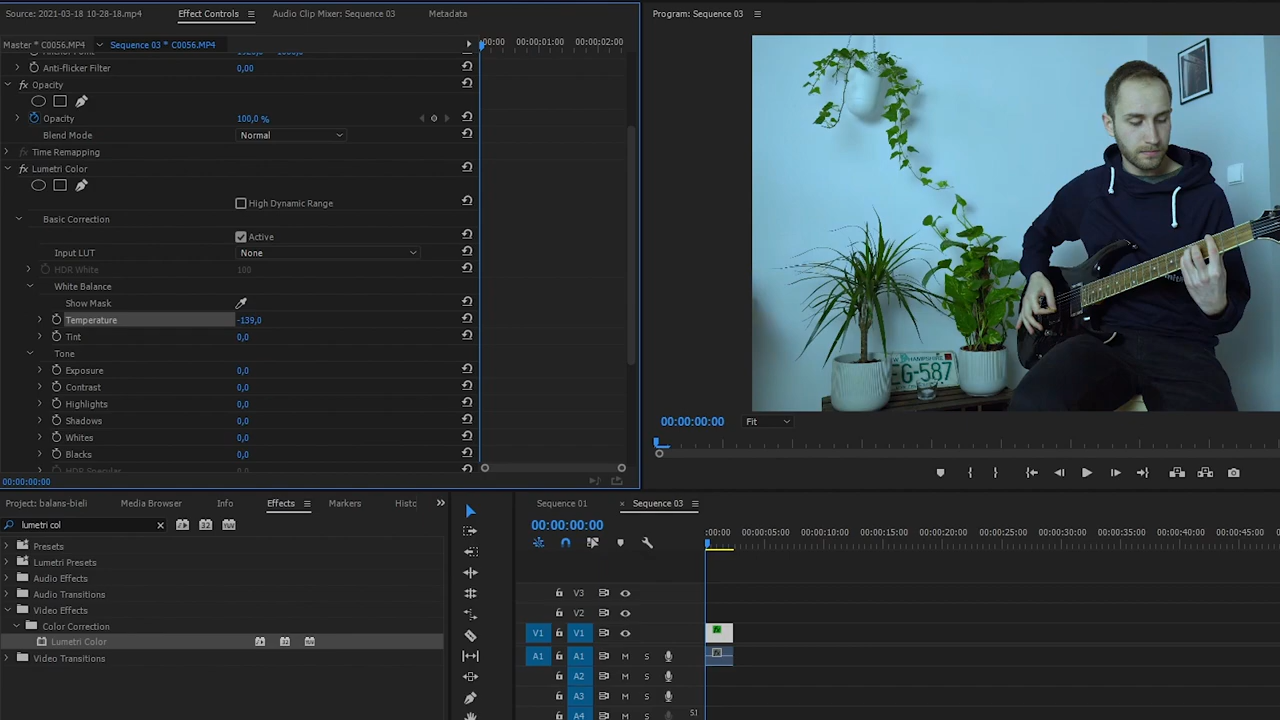 Source: 2021-03-18 10-28-18.mp4
Effect Controls
Audio Clip Mixer: Sequence 03
Metadata
Program: Sequence 03
Master * C0056.MP4
Sequence 03 * C0056.MP4
:00:00
00:00:01:00
00:00:02:00
Anti-flicker Filter
0,00
fx Opacity
Opacity
100,0 %
Blend Mode
Normal
Time Remapping
fx Lumetri Color
High Dynamic Range
Basic Correction
Active
Input LUT
None
HDR White
100
White Balance
Show Mask
Temperature
-139,0
Tint
0,0
Tone
Exposure
0,0
Contrast
0,0
Highlights
0,0
Shadows
0,0
Whites
0,0
Blacks
0,0
HDR Specular
00:00:00:00
EG-587
00:00:00:00
Fit
Project: balans-bieli
Media Browser
Info
Effects
Markers
Histc
lumetri col
Presets
Lumetri Presets
Audio Effects
Audio Transitions
Video Effects
Color Correction
Lumetri Color
Video Transitions
Sequence 01
Sequence 03
00:00:00:00
:00:00
00:00:05:00
00:00:10:00
00:00:15:00
00:00:20:00
00:00:25:00
00:00:30:00
00:00:35:00
00:00:40:00
00:00:45:00
V3
V2
V1
V1
fx
A1
A1
M
S
fx
A2
M
S
A3
M
S
A4
M
S
S1